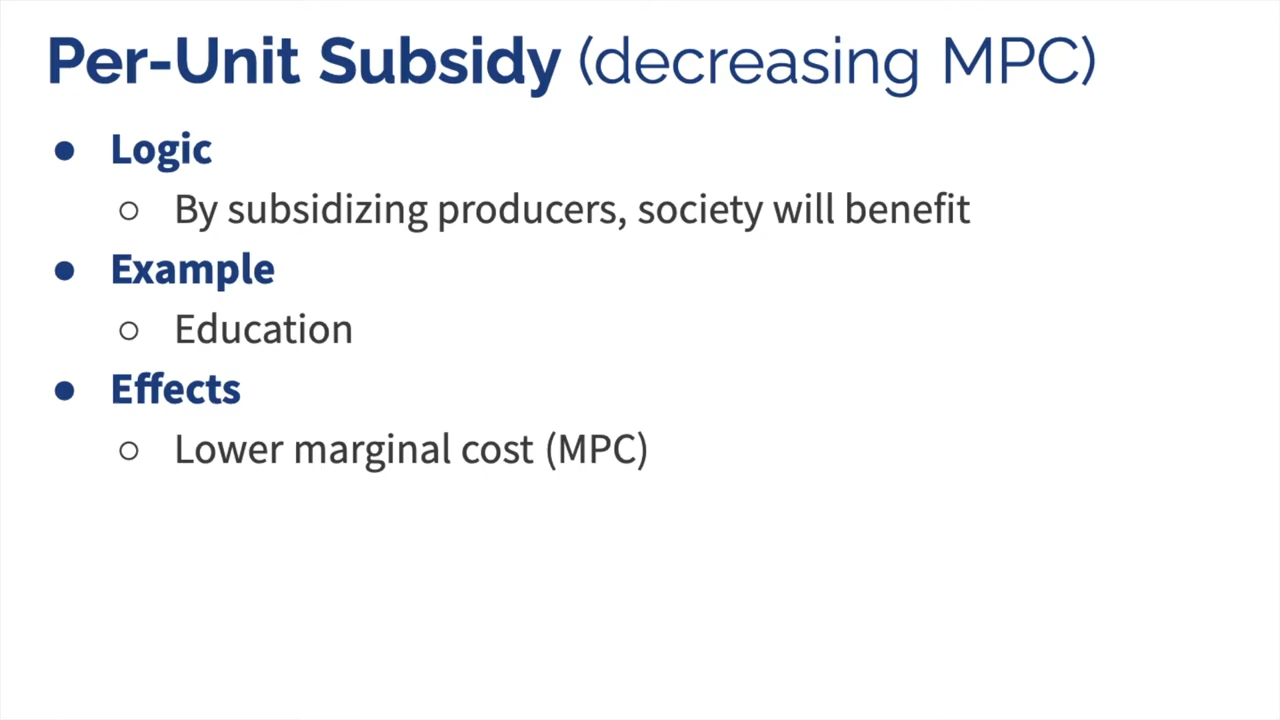 Per-Unit Subsidy (decreasing MPC)
● Logic
○ By subsidizing producers, society will benefit
● Example
○ Education
● Effects
○ Lower marginal cost (MPC)